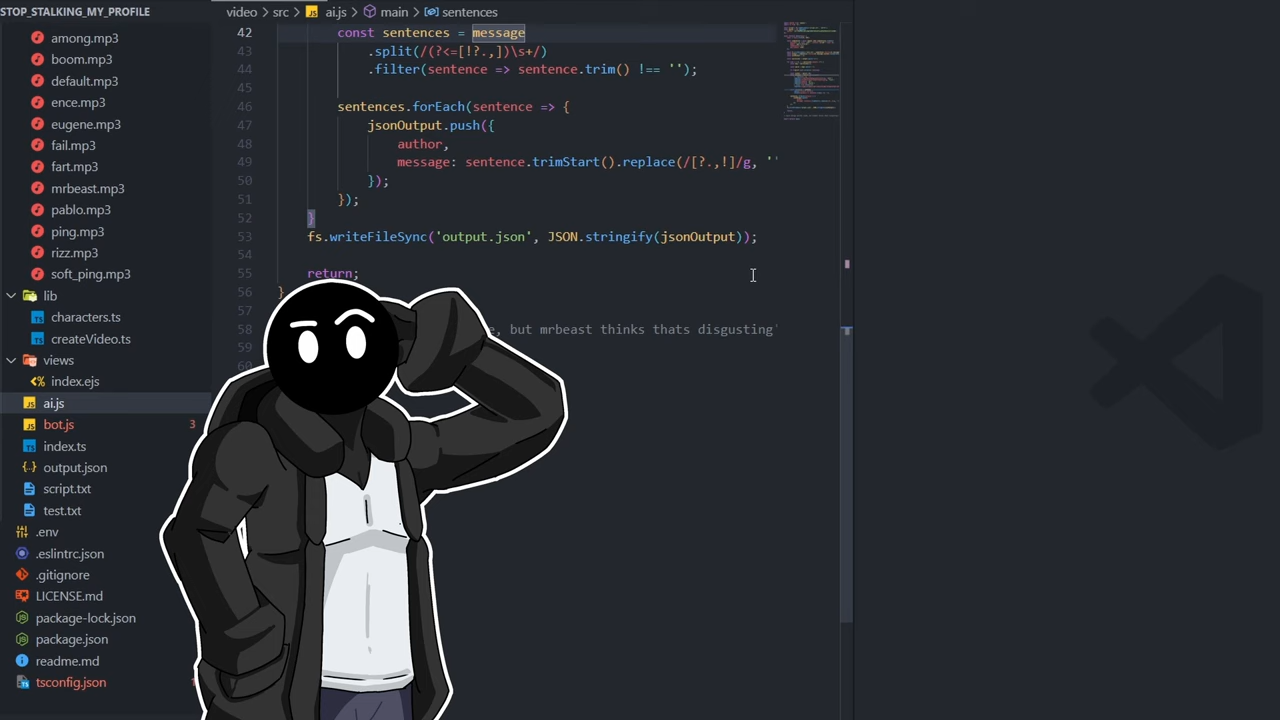 STOP_STALKING_MY_PROFILE
amona.mp3
boom.mp3
default.mp3
ence.mp3
eugene.mp3
fail.mp3
fart.mp3
mrbeast.mp3
pablo.mp3
ping.mp3
rizz.mp3
soft_ping.mp3
lib
characters.ts
createVideo.ts
views
index.ejs
ai.js
bot.js 3
index.ts
output.json
script.txt
test.txt
.env
.eslintrc.json
.gitignore
LICENSE.md
package-lock.json
package.json
readme.md
tsconfig.json
video > src > JS ai.js > main > sentences
42 const sentences = message
43 .split(/(?<=[!?.,])\s+/)
44 .filter(sentence => sentence.trim() !== '');
45
46 sentences.forEach(sentence => {
47 jsonOutput.push({
48 author,
49 message: sentence.trimStart().replace(/[?.,!]/g, ''
50 });
51 });
52 }
53 fs.writeFileSync('output.json', JSON.stringify(jsonOutput));
54
55 return;
56 }
57
58 e, but mrbeast thinks thats disgusting'
59
60